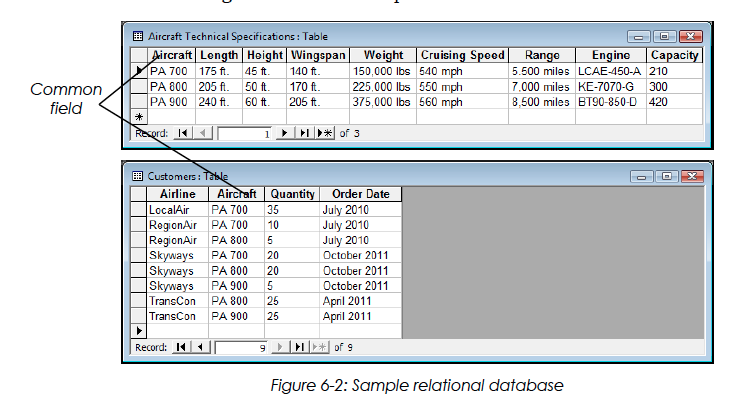 Aircraft Technical Specifications : Table
Aircraft Length Height Wingspan Weight Cruising Speed Range Engine Capacity
PA 700 175 ft. 45 ft. 140 ft. 150,000 lbs 540 mph 5,500 miles LCAE-450-A 210
PA 800 205 ft. 50 ft. 170 ft. 225,000 lbs 550 mph 7,000 miles KE-7070-G 300
PA 900 240 ft. 60 ft. 205 ft. 375,000 lbs 560 mph 8,500 miles BT90-850-D 420
Record: 1 of 3
Common
field
Customers : Table
Airline Aircraft Quantity Order Date
LocalAir PA 700 35 July 2010
RegionAir PA 700 10 July 2010
RegionAir PA 800 5 July 2010
Skyways PA 700 20 October 2011
Skyways PA 800 20 October 2011
Skyways PA 900 5 October 2011
TransCon PA 800 25 April 2011
TransCon PA 900 25 April 2011
Record: 9 of 9
Figure 6-2: Sample relational database